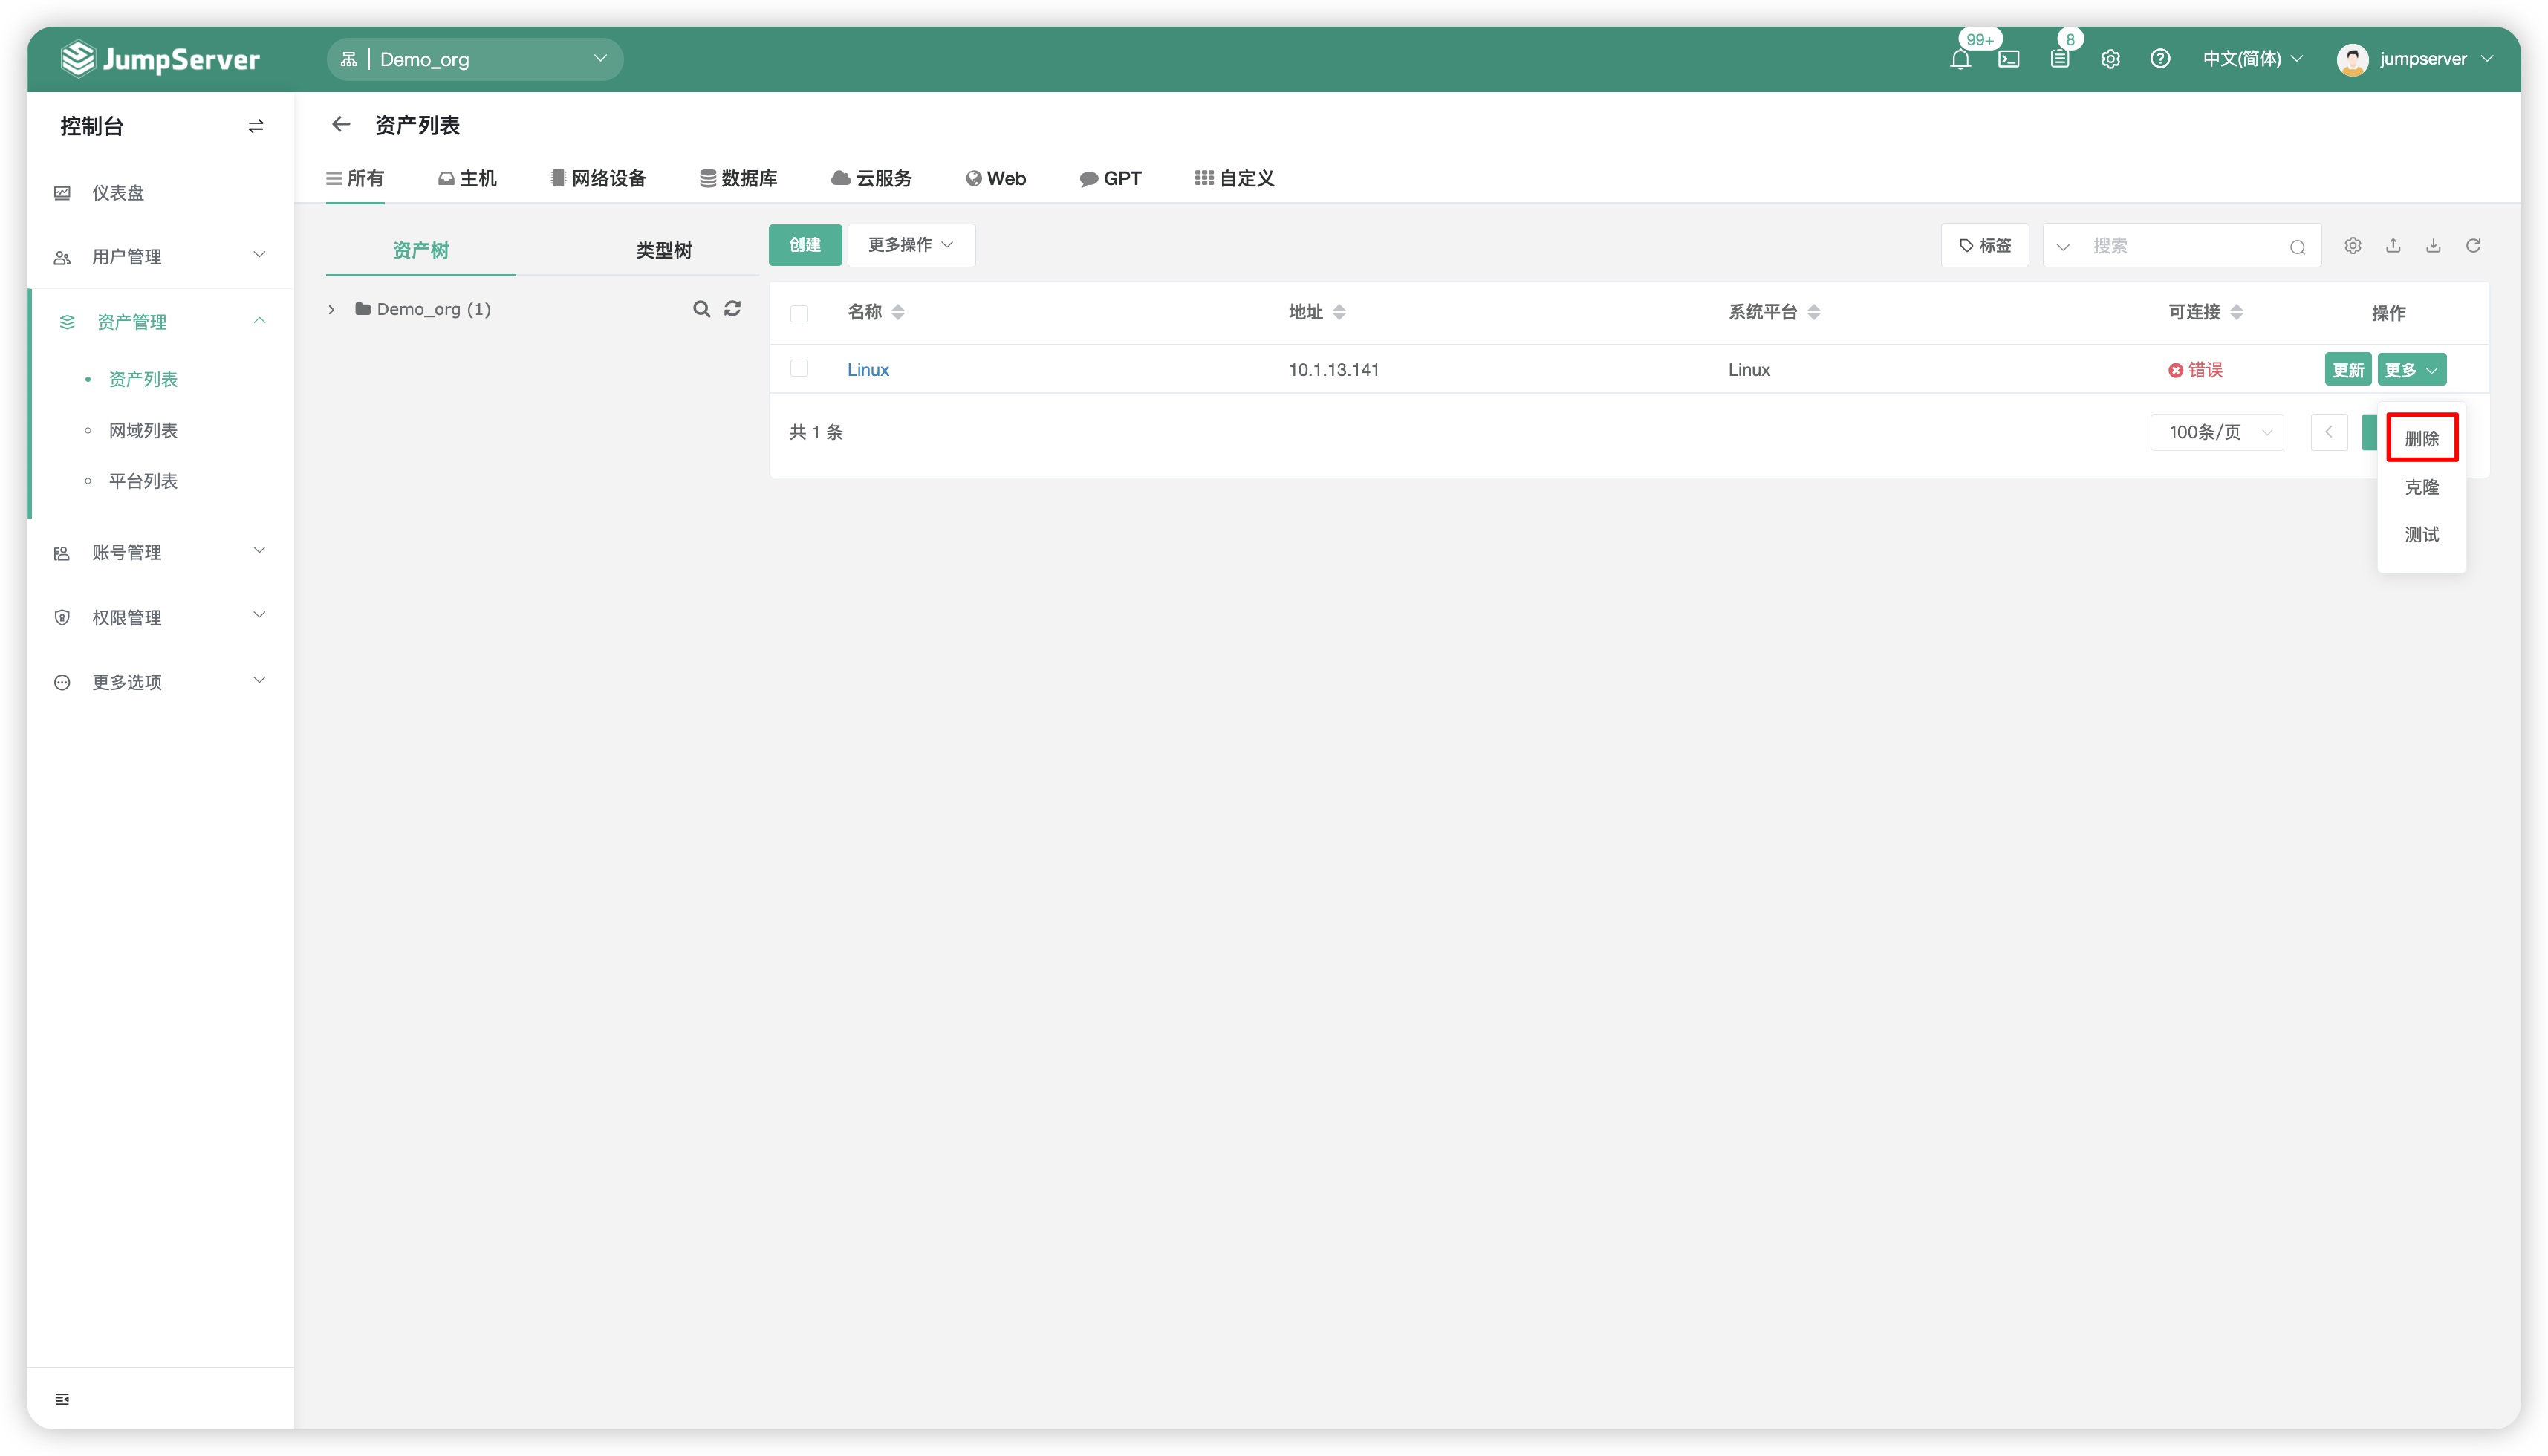 JumpServer
Demo_org
99+
8
中文(简体)
jumpserver
控制台
仪表盘
用户管理
资产管理
资产列表
网域列表
平台列表
账号管理
权限管理
更多选项
资产列表
所有 主机 网络设备 数据库 云服务 Web GPT 自定义
资产树 类型树
Demo_org (1)
创建 更多操作 标签 搜索
名称 地址 系统平台 可连接 操作
Linux 10.1.13.141 Linux 错误 更新 更多
共 1 条 100条/页
删除
克隆
测试